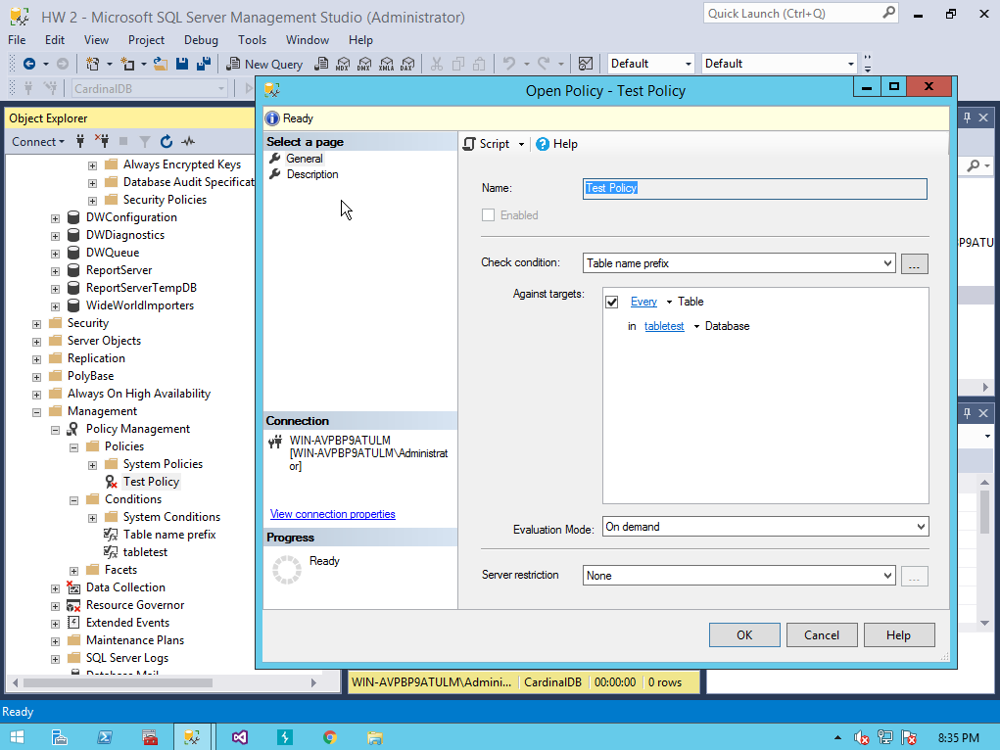 HW 2 - Microsoft SQL Server Management Studio (Administrator)
Quick Launch (Ctrl+Q)
File Edit View Project Debug Tools Window Help
New Query MDX DMX XMLA DAX Default Default
CardinalDB
Object Explorer
Connect
Always Encrypted Keys
Database Audit Specificat
Security Policies
DWConfiguration
DWDiagnostics
DWQueue
ReportServer
ReportServerTempDB
WideWorldImporters
Security
Server Objects
Replication
PolyBase
Always On High Availability
Management
Policy Management
Policies
System Policies
Test Policy
Conditions
System Conditions
Table name prefix
tabletest
Facets
Data Collection
Resource Governor
Extended Events
Maintenance Plans
SQL Server Logs
Database Mail
Open Policy - Test Policy
Ready
Select a page
General
Description
Connection
WIN-AVPBP9ATULM
[WIN-AVPBP9ATULM\Administrat
or]
View connection properties
Progress
Ready
Script Help
Name: Test Policy
Enabled
Check condition: Table name prefix ...
Against targets: Every Table
in tabletest Database
Evaluation Mode: On demand
Server restriction None ...
OK Cancel Help
P9ATU
WIN-AVPBP9ATULM\Admini... CardinalDB 00:00:00 0 rows
Ready
8:35 PM